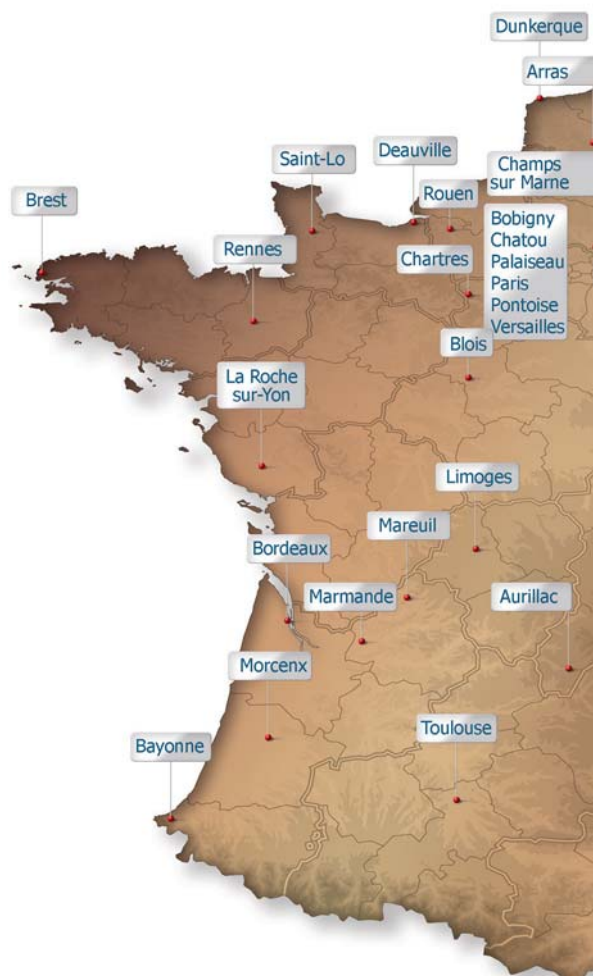 Dunkerque
Arras
Saint-Lo
Deauville
Champs
sur Marne
Brest
Rouen
Rennes
Chartres
Bobigny
Chatou
Palaiseau
Paris
Pontoise
Versailles
Blois
La Roche
sur-Yon
Limoges
Mareuil
Bordeaux
Marmande
Aurillac
Morcenx
Toulouse
Bayonne